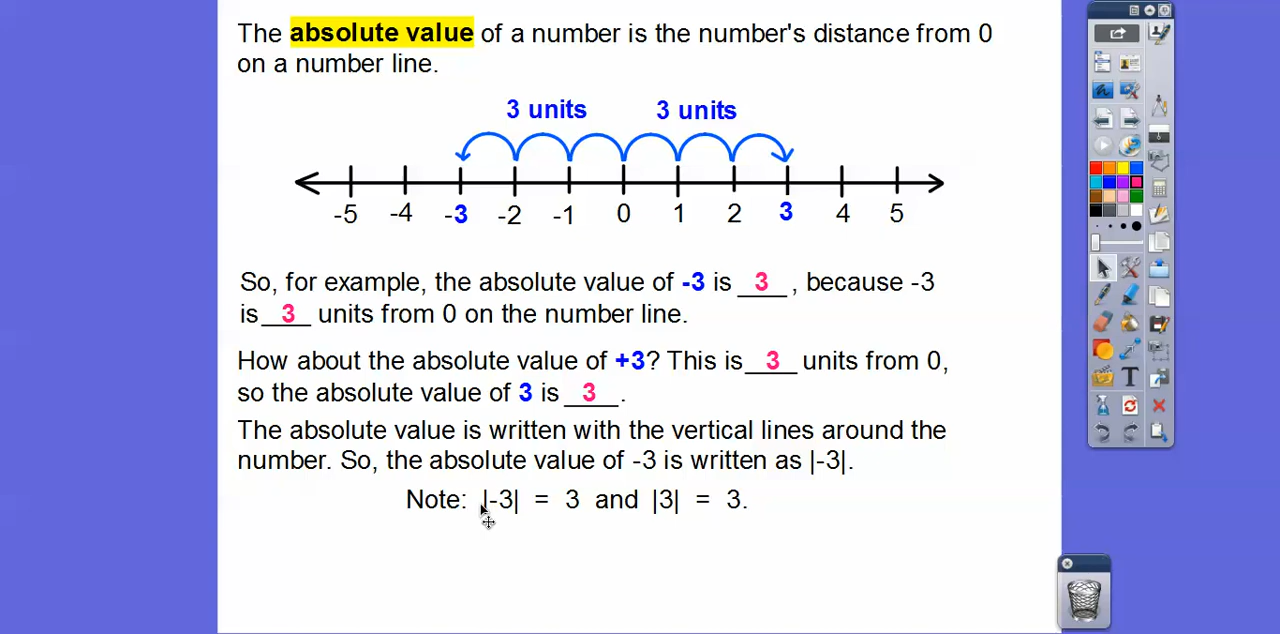 The absolute value of a number is the number's distance from 0
on a number line.
3 units 3 units
-5 -4 -3 -2 -1 0 1 2 3 4 5
So, for example, the absolute value of -3 is 3, because -3
is 3 units from 0 on the number line.
How about the absolute value of +3? This is 3 units from 0,
so the absolute value of 3 is 3.
The absolute value is written with the vertical lines around the
number. So, the absolute value of -3 is written as |-3|.
Note: |-3| = 3 and |3| = 3.